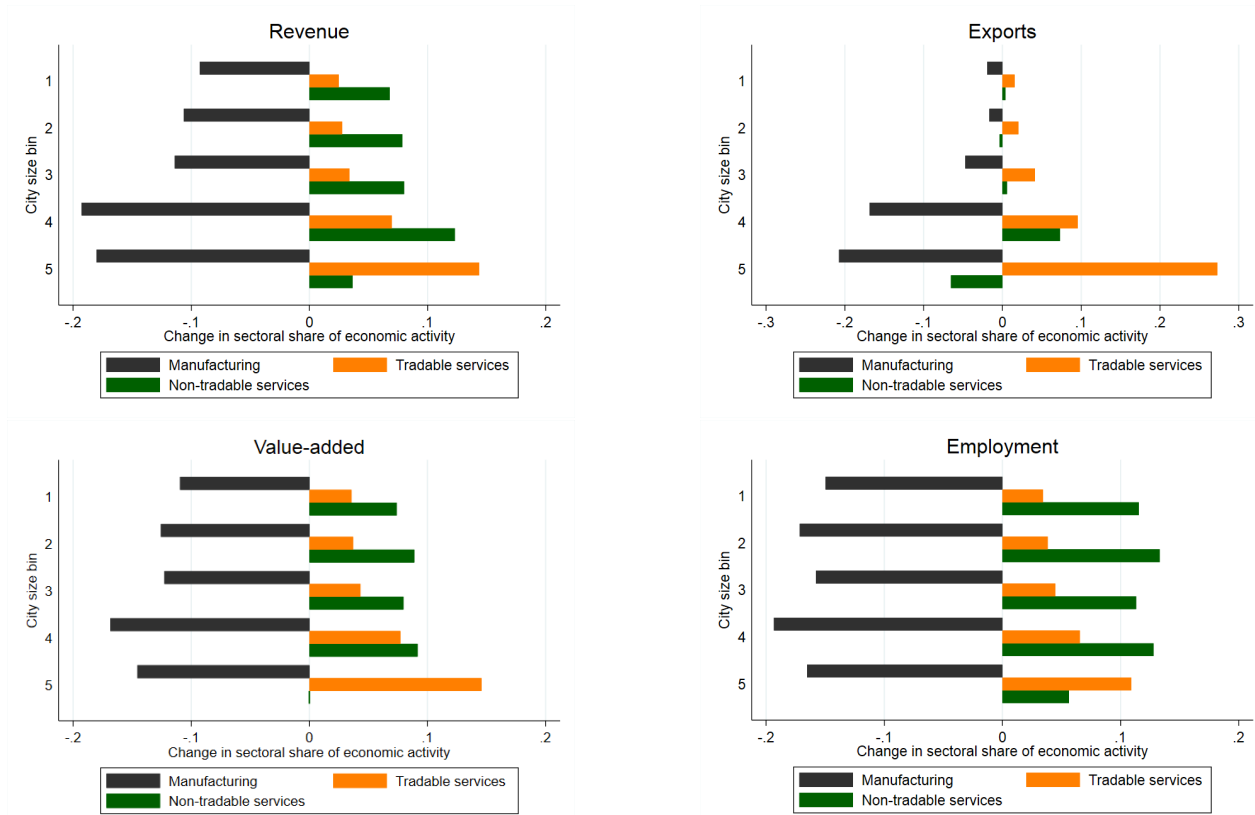 Revenue
City size bin
1
2
3
4
5
-.2 -.1 0 .1 .2
Change in sectoral share of economic activity
Manufacturing Tradable services
Non-tradable services
Exports
City size bin
1
2
3
4
5
-.3 -.2 -.1 0 .1 .2 .3
Change in sectoral share of economic activity
Manufacturing Tradable services
Non-tradable services
Value-added
City size bin
1
2
3
4
5
-.2 -.1 0 .1 .2
Change in sectoral share of economic activity
Manufacturing Tradable services
Non-tradable services
Employment
City size bin
1
2
3
4
5
-.2 -.1 0 .1 .2
Change in sectoral share of economic activity
Manufacturing Tradable services
Non-tradable services